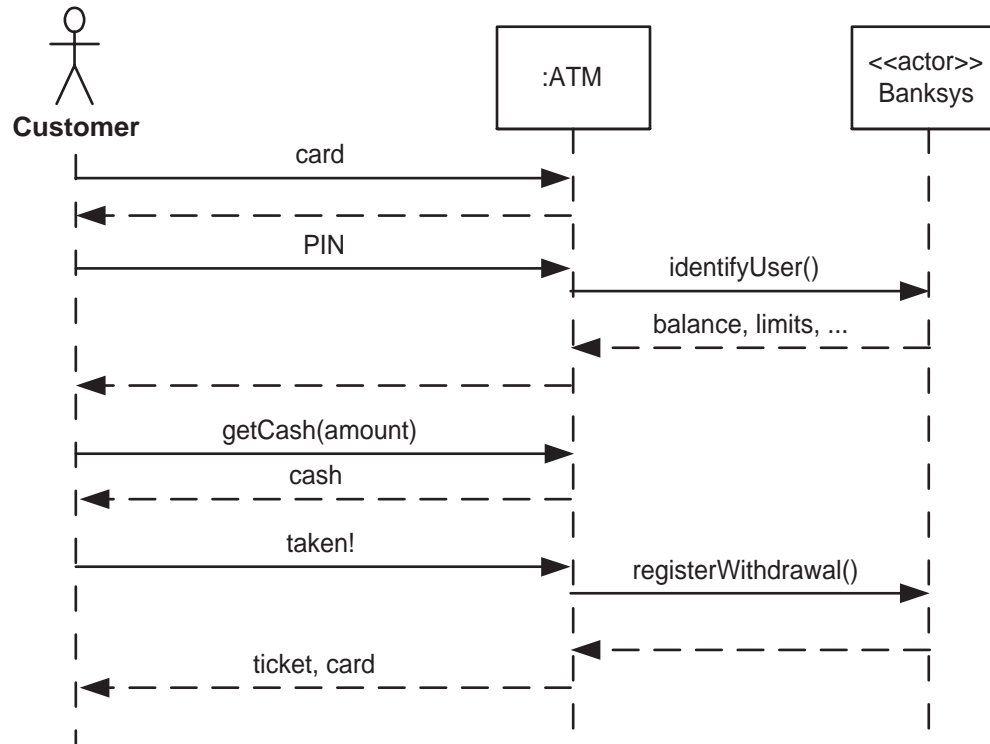 :ATM
<<actor>>
Banksys
Customer
card
PIN
identifyUser()
balance, limits, ...
getCash(amount)
cash
taken!
registerWithdrawal()
ticket, card